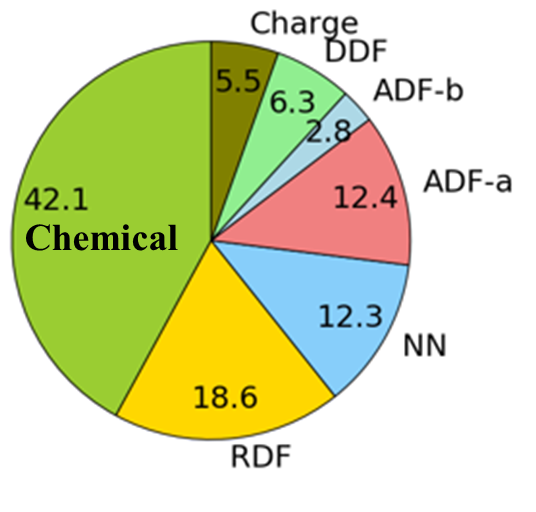 Charge
DDF
5.5
ADF-b
6.3
2.8
ADF-a
12.4
42.1
Chemical
12.3
NN
18.6
RDF